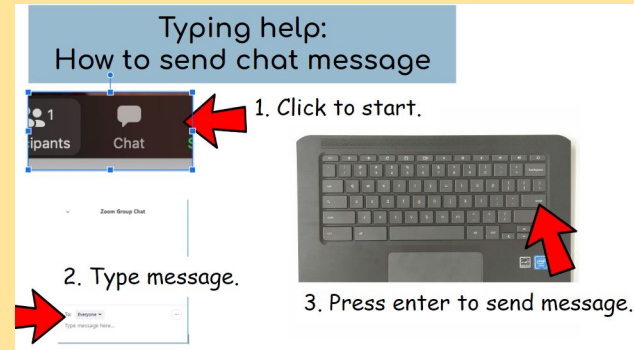 Typing help:
How to send chat message
1
ipants
Chat
S
1. Click to start.
Zoom Group Chat
2. Type message.
To: Everyone
Type message here...
3. Press enter to send message.